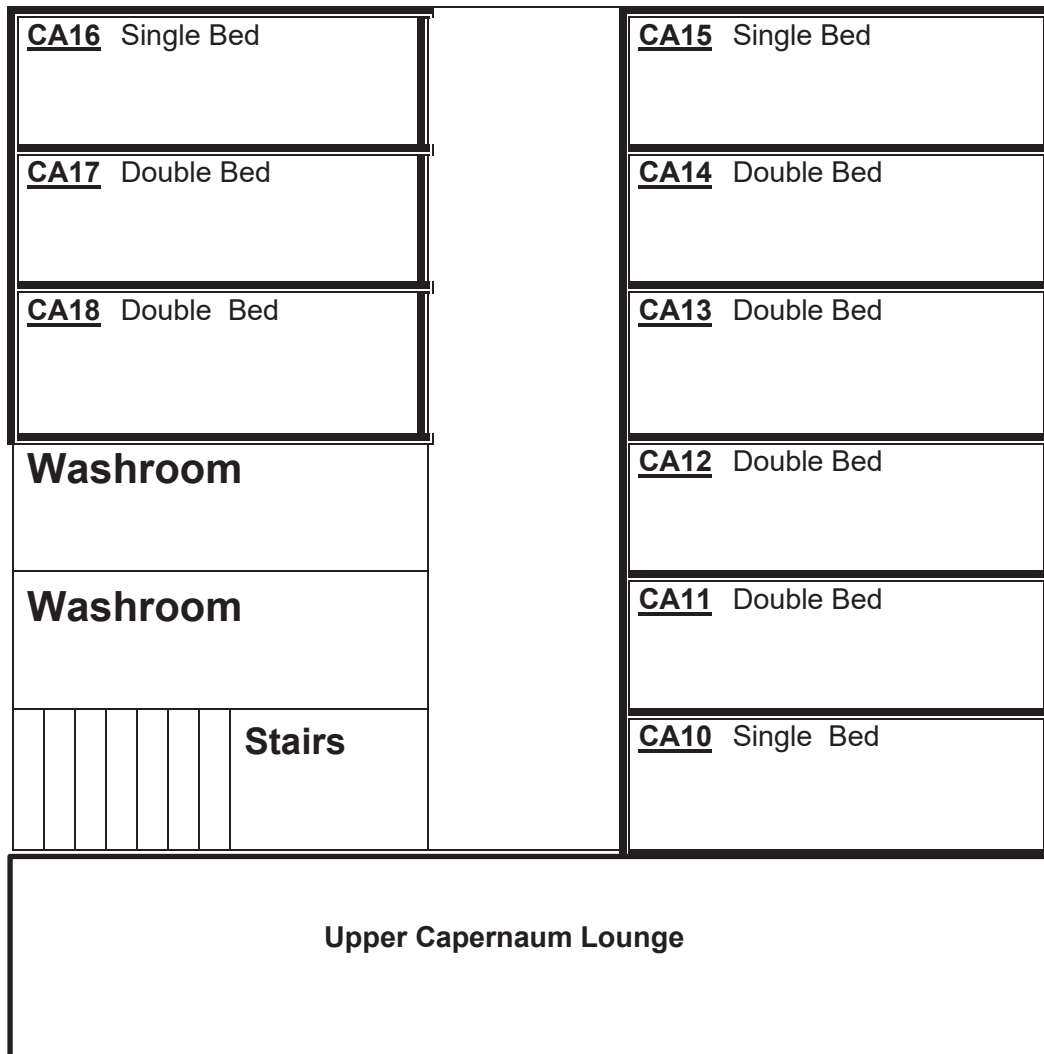 CA16 Single Bed
CA15 Single Bed
CA17 Double Bed
CA14 Double Bed
CA18 Double Bed
CA13 Double Bed
Washroom
CA12 Double Bed
Washroom
CA11 Double Bed
Stairs
CA10 Single Bed
Upper Capernaum Lounge